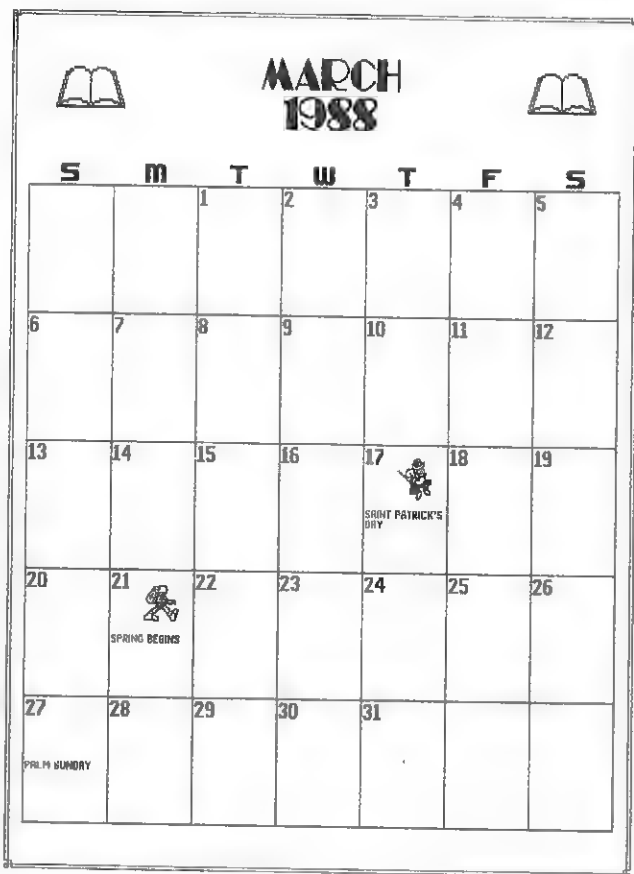 MARCH
1988
S M T W T F S
1 2 3 4 5
6 7 8 9 10 11 12
13 14 15 16 17 18 19
SAINT PATRICK'S
DAY
20 21 22 23 24 25 26
SPRING BEGINS
27 28 29 30 31
PALM SUNDAY